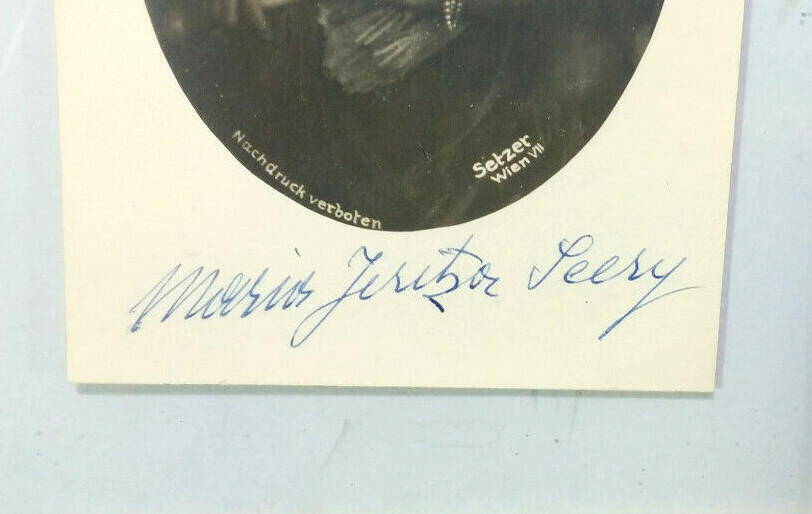 Nachdruck verboten
Setzer
Wien VII
Maria Jeritza Seery